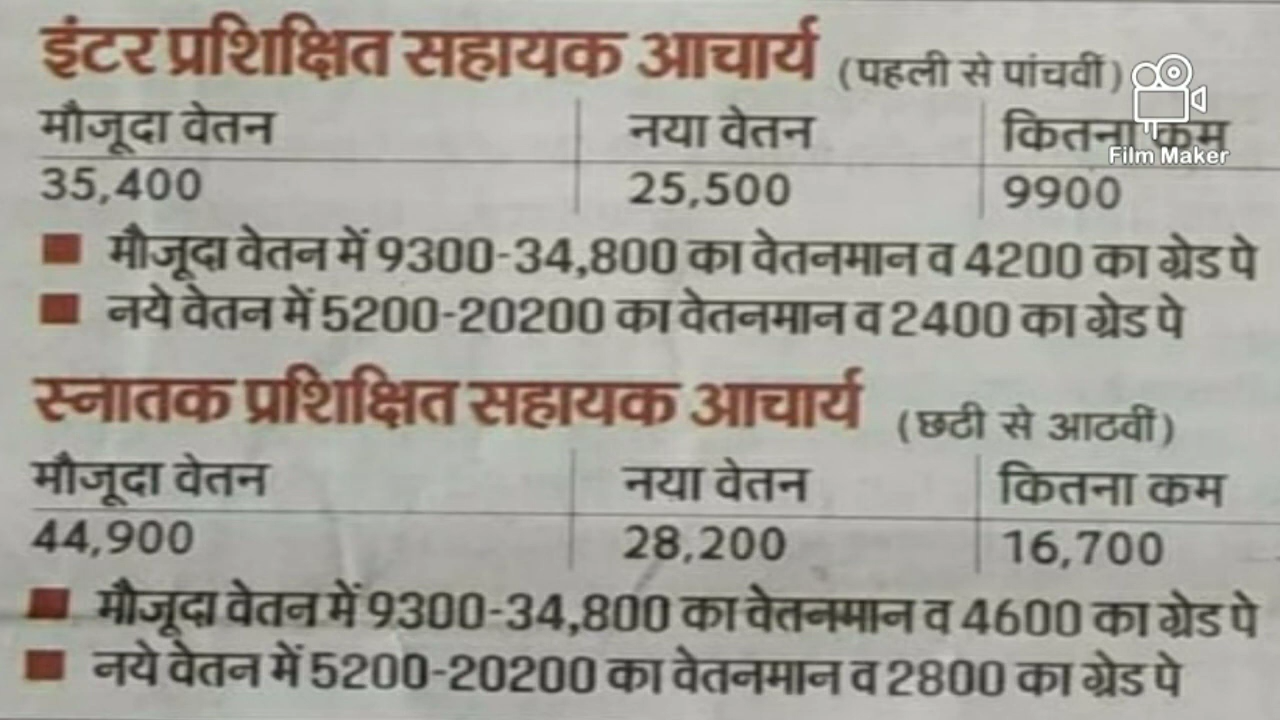 इंटर प्रशिक्षित सहायक आचार्य (पहली से पांचवीं)
मौजूदा वेतन नया वेतन कितना कम
Film Maker
35,400 25,500 9900
■ मौजूदा वेतन में 9300-34,800 का वेतनमान व 4200 का ग्रेड पे
■ नये वेतन में 5200-20200 का वेतनमान व 2400 का ग्रेड पे
स्नातक प्रशिक्षित सहायक आचार्य (छठी से आठवीं)
मौजूदा वेतन नया वेतन कितना कम
44,900 28,200 16,700
■ मौजूदा वेतन में 9300-34,800 का वेतनमान व 4600 का ग्रेड पे
■ नये वेतन में 5200-20200 का वेतनमान व 2800 का ग्रेड पे